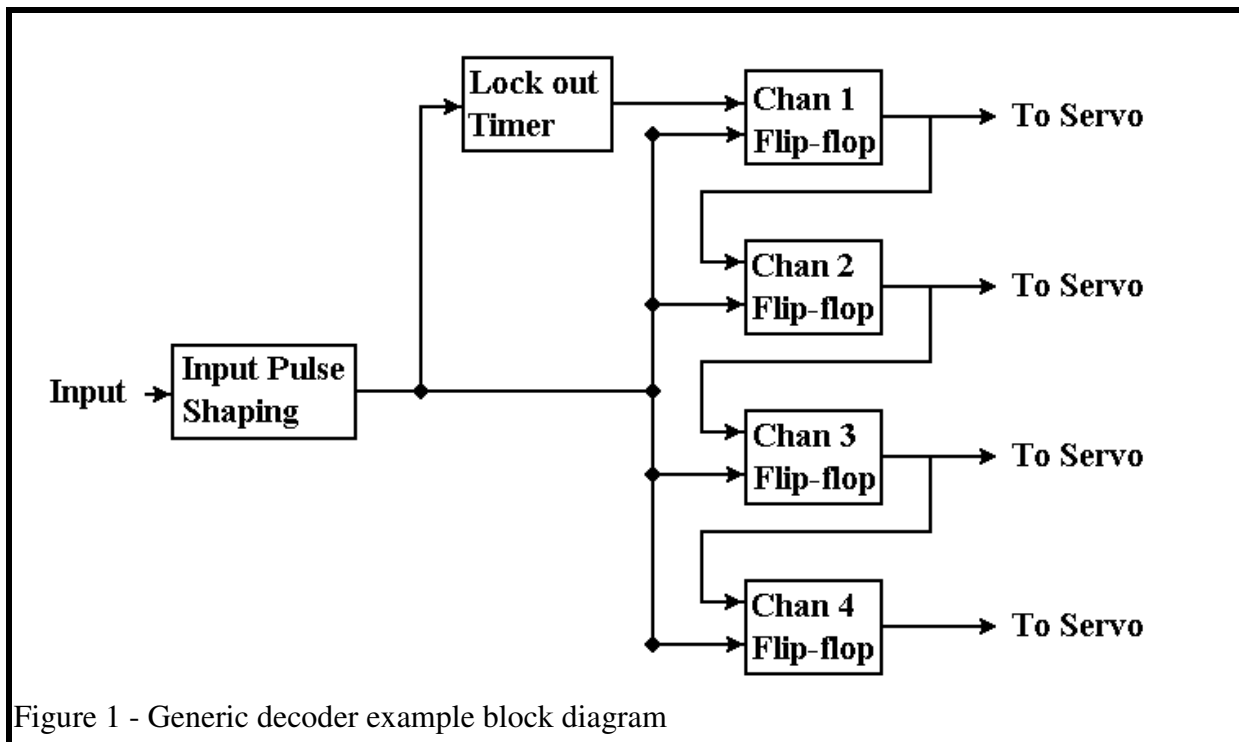 Lock out
Timer
Chan 1
Flip-flop
To Servo
Chan 2
Flip-flop
To Servo
Input
Input Pulse
Shaping
Chan 3
Flip-flop
To Servo
Chan 4
Flip-flop
To Servo
Figure 1 - Generic decoder example block diagram